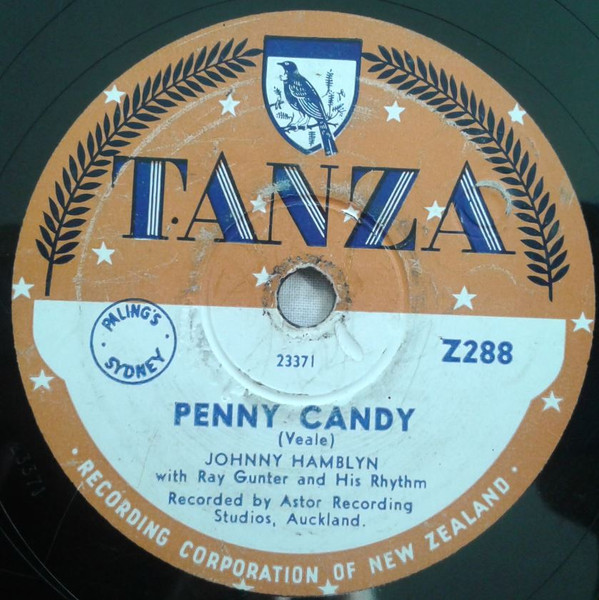 TANZA
PALING'S
SYDNEY
23371
Z288
PENNY CANDY
(Veale)
JOHNNY HAMBLYN
with Ray Gunter and His Rhythm
Recorded by Astor Recording
Studios, Auckland.
· RECORDING CORPORATION OF NEW ZEALAND ·